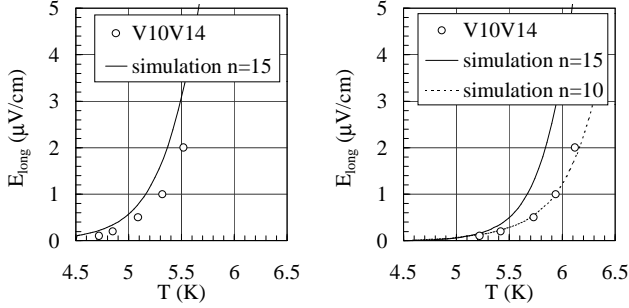 5
4
3
2
1
0
E_long (µV/cm)
V10V14
simulation n=15
4.5 5 5.5 6 6.5
T (K)
5
4
3
2
1
0
E_long (µV/cm)
V10V14
simulation n=15
simulation n=10
4.5 5 5.5 6 6.5
T (K)